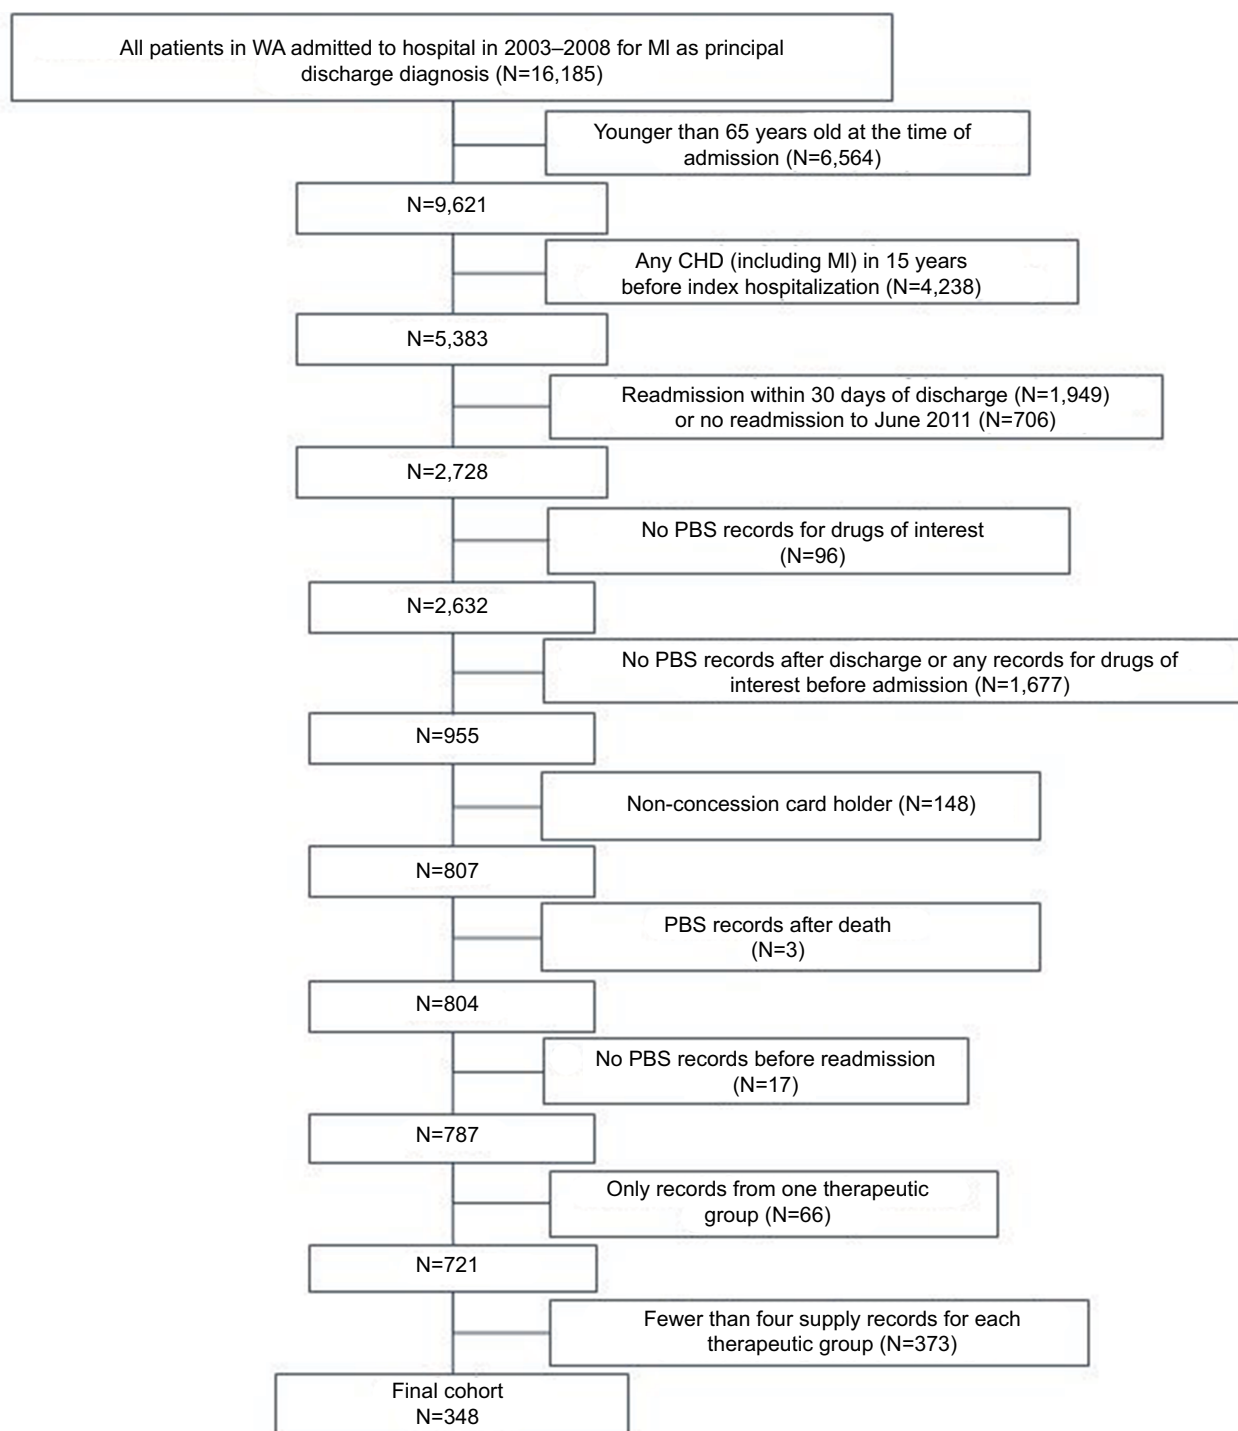 All patients in WA admitted to hospital in 2003–2008 for MI as principal
discharge diagnosis (N=16,185)
Younger than 65 years old at the time of
admission (N=6,564)
N=9,621
Any CHD (including MI) in 15 years
before index hospitalization (N=4,238)
N=5,383
Readmission within 30 days of discharge (N=1,949)
or no readmission to June 2011 (N=706)
N=2,728
No PBS records for drugs of interest
(N=96)
N=2,632
No PBS records after discharge or any records for drugs of
interest before admission (N=1,677)
N=955
Non-concession card holder (N=148)
N=807
PBS records after death
(N=3)
N=804
No PBS records before readmission
(N=17)
N=787
Only records from one therapeutic
group (N=66)
N=721
Fewer than four supply records for each
therapeutic group (N=373)
Final cohort
N=348